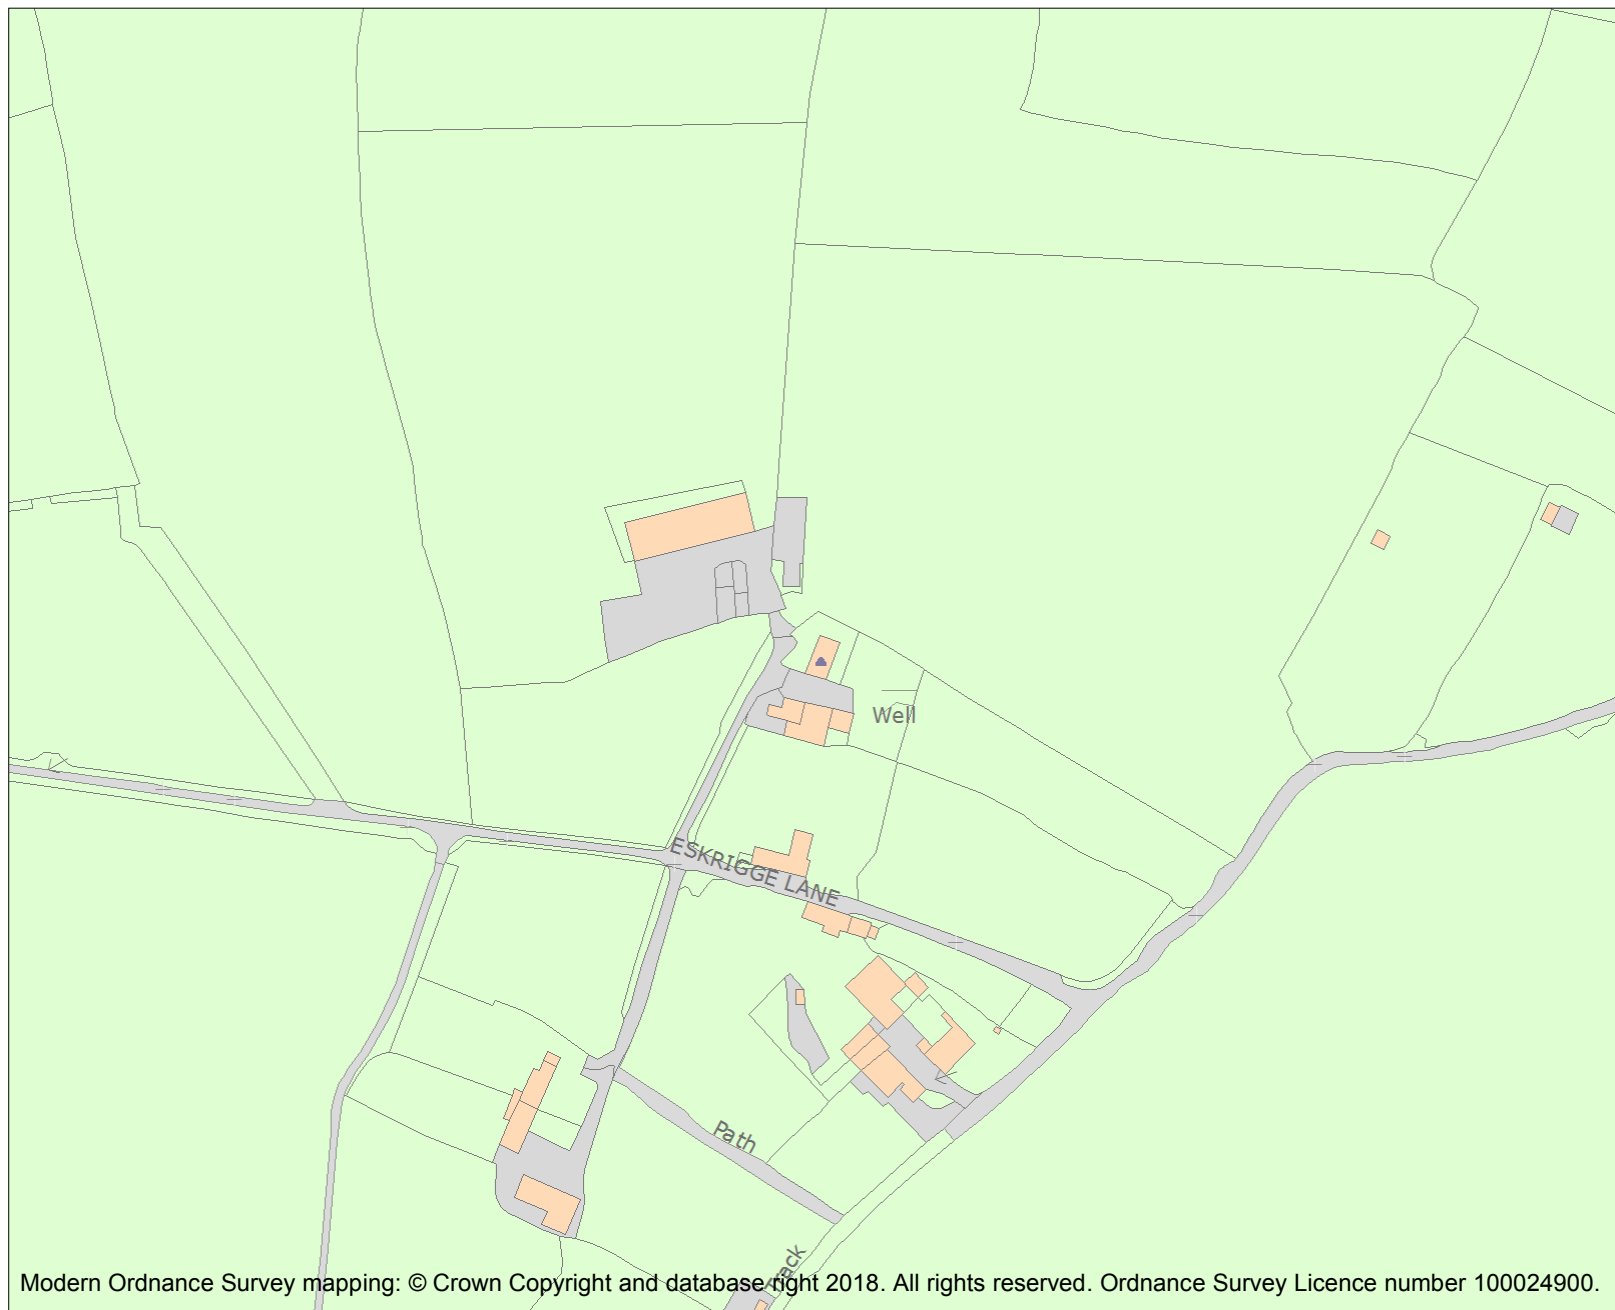 Well
ESKRIGGE LANE
Path
Track
Modern Ordnance Survey mapping: © Crown Copyright and database right 2018. All rights reserved. Ordnance Survey Licence number 100024900.